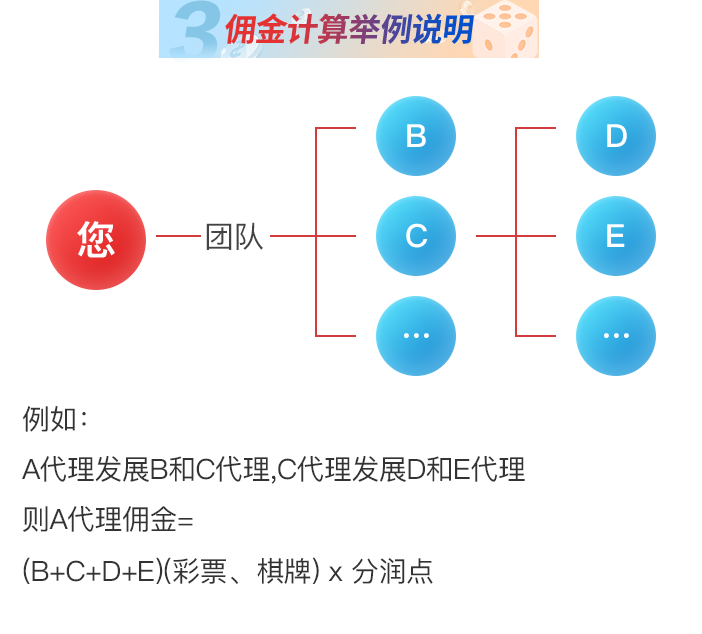 3 佣金计算举例说明
B
D
您
团队
C
E
...
...
例如：
A代理发展B和C代理,C代理发展D和E代理
则A代理佣金=
(B+C+D+E)(彩票、棋牌) x 分润点